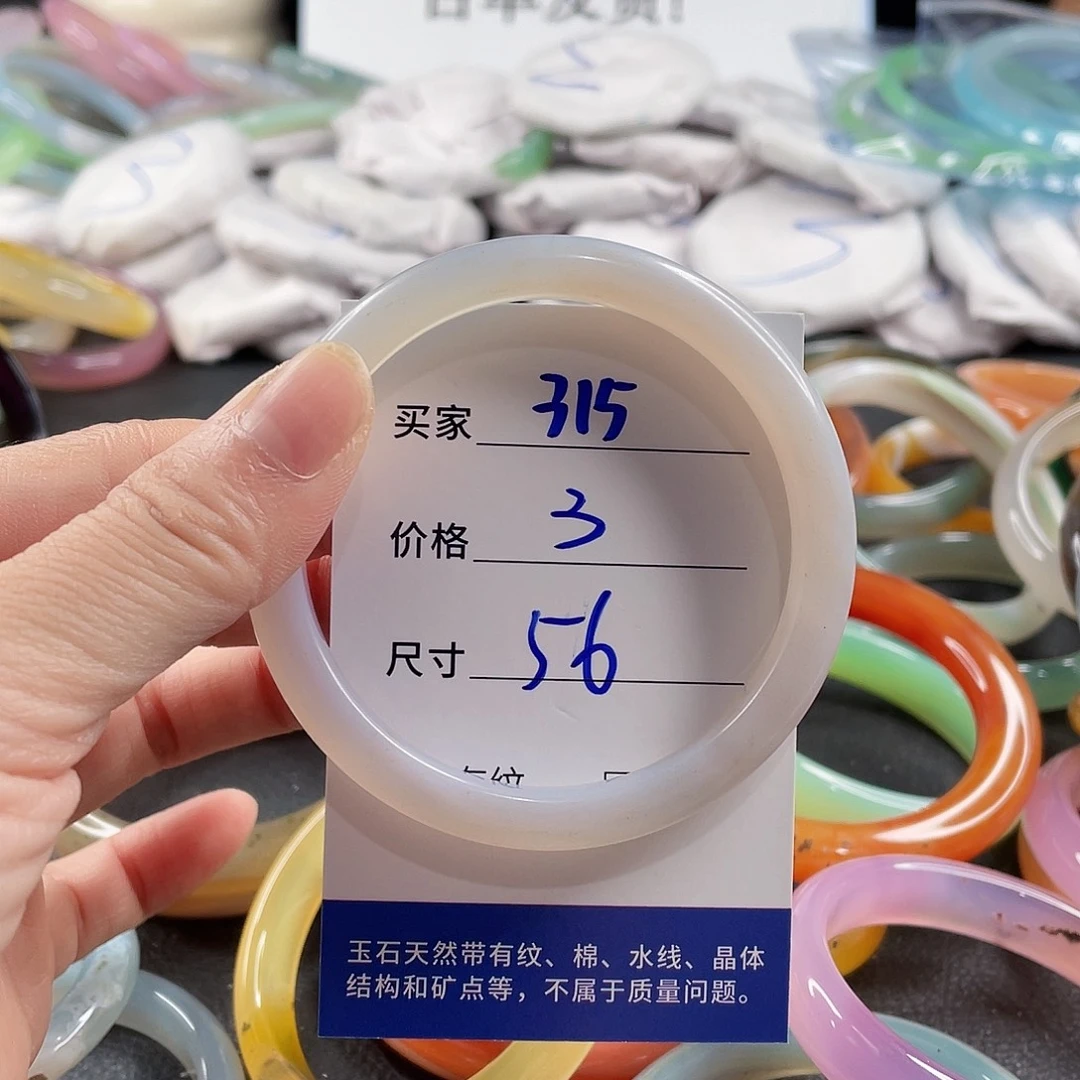 买家 315
价格 3
尺寸 56
玉石天然带有纹、棉、水线、晶体
结构和矿点等，不属于质量问题。